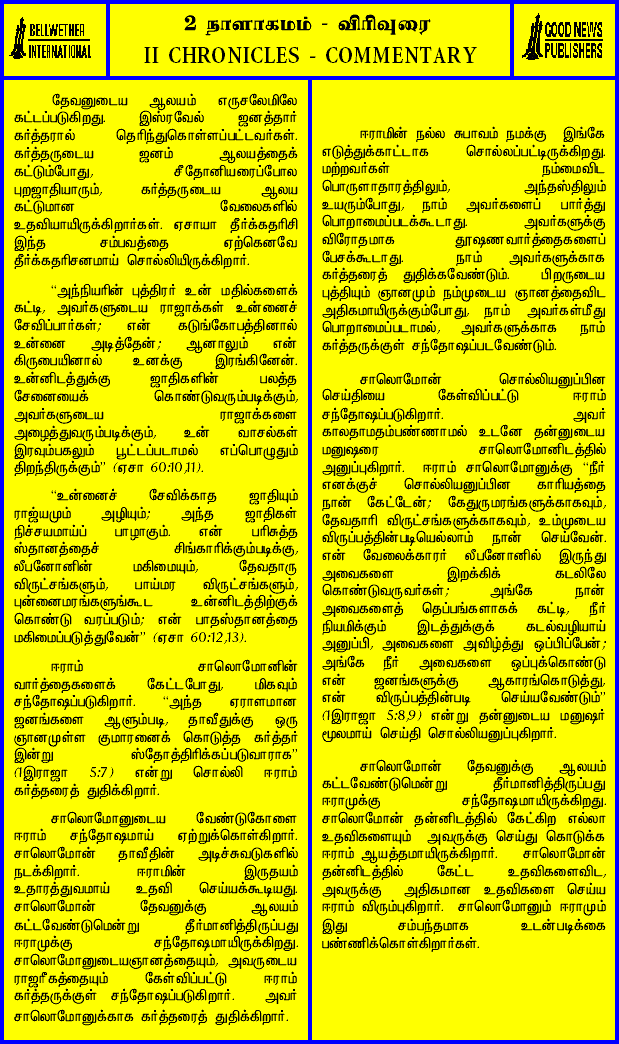 BELLWETHER
INTERNATIONAL
2 நாளாகமம் - விரிவுரை
II CHRONICLES - COMMENTARY
GOOD NEWS
PUBLISHERS
தேவனுடைய ஆலயம் எருசலேமிலே
கட்டப்படுகிறது. இஸ்ரவேல் ஜனத்தார்
கர்த்தரால் தெரிந்துகொள்ளப்பட்டவர்கள்.
கர்த்தருடைய ஜனம் ஆலயத்தைக்
கட்டும்போது, சீதோனியரைப்போல
புறஜாதியாரும், கர்த்தருடைய ஆலய
கட்டுமான வேலைகளில்
உதவியாயிருக்கிறார்கள். ஏசாயா தீர்க்கதரிசி
இந்த சம்பவத்தை ஏற்கெனவே
தீர்க்கதரிசனமாய் சொல்லியிருக்கிறார்.
“அந்நியரின் புத்திரர் உன் மதில்களைக்
கட்டி, அவர்களுடைய ராஜாக்கள் உன்னைச்
சேவிப்பார்கள்; என் கடுங்கோபத்தினால்
உன்னை அடித்தேன்; ஆனாலும் என்
கிருபையினால் உனக்கு இரங்கினேன்.
உன்னிடத்துக்கு ஜாதிகளின் பலத்த
சேனையைக் கொண்டுவரும்படிக்கும்,
அவர்களுடைய ராஜாக்களை
அழைத்துவரும்படிக்கும், உன் வாசல்கள்
இரவும்பகலும் பூட்டப்படாமல் எப்பொழுதும்
திறந்திருக்கும்” (ஏசா 60:10,11).
“உன்னைச் சேவிக்காத ஜாதியும்
ராஜ்யமும் அழியும்; அந்த ஜாதிகள்
நிச்சயமாய்ப் பாழாகும். என் பரிசுத்த
ஸ்தானத்தைச் சிங்காரிக்கும்படிக்கு,
லீபனோனின் மகிமையும், தேவதாரு
விருட்சங்களும், பாய்மர விருட்சங்களும்,
புன்னைமரங்களுங்கூட உன்னிடத்திற்குக்
கொண்டு வரப்படும்; என் பாதஸ்தானத்தை
மகிமைப்படுத்துவேன்” (ஏசா 60:12,13).
ஈராம் சாலொமோனின்
வார்த்தைகளைக் கேட்டபோது, மிகவும்
சந்தோஷப்படுகிறார். “அந்த ஏராளமான
ஜனங்களை ஆளும்படி, தாவீதுக்கு ஒரு
ஞானமுள்ள குமாரனைக் கொடுத்த கர்த்தர்
இன்று ஸ்தோத்திரிக்கப்படுவாராக”
(1இராஜா 5:7) என்று சொல்லி ஈராம்
கர்த்தரைத் துதிக்கிறார்.
சாலொமோனுடைய வேண்டுகோளை
ஈராம் சந்தோஷமாய் ஏற்றுக்கொள்கிறார்.
சாலொமோன் தாவீதின் அடிச்சுவடுகளில்
நடக்கிறார். ஈராமின் இருதயம்
உதாரத்துவமாய் உதவி செய்யக்கூடியது.
சாலொமோன் தேவனுக்கு ஆலயம்
கட்டவேண்டுமென்று தீர்மானித்திருப்பது
ஈராமுக்கு சந்தோஷமாயிருக்கிறது.
சாலொமோனுடையஞானத்தையும், அவருடைய
ராஜரீகத்தையும் கேள்விப்பட்டு ஈராம்
கர்த்தருக்குள் சந்தோஷப்படுகிறார். அவர்
சாலொமோனுக்காக கர்த்தரைத் துதிக்கிறார்.
ஈராமின் நல்ல சுபாவம் நமக்கு இங்கே
எடுத்துக்காட்டாக சொல்லப்பட்டிருக்கிறது.
மற்றவர்கள் நம்மைவிட
பொருளாதாரத்திலும், அந்தஸ்திலும்
உயரும்போது, நாம் அவர்களைப் பார்த்து
பொறாமைப்படக்கூடாது. அவர்களுக்கு
விரோதமாக தூஷணவார்த்தைகளைப்
பேசக்கூடாது. நாம் அவர்களுக்காக
கர்த்தரைத் துதிக்கவேண்டும். பிறருடைய
புத்தியும் ஞானமும் நம்முடைய ஞானத்தைவிட
அதிகமாயிருக்கும்போது, நாம் அவர்கள்மீது
பொறாமைப்படாமல், அவர்களுக்காக நாம்
கர்த்தருக்குள் சந்தோஷப்படவேண்டும்.
சாலொமோன் சொல்லியனுப்பின
செய்தியை கேள்விப்பட்டு ஈராம்
சந்தோஷப்படுகிறார். அவர்
காலதாமதம்பண்ணாமல் உடனே தன்னுடைய
மனுஷரை சாலொமோனிடத்தில்
அனுப்புகிறார். ஈராம் சாலொமோனுக்கு “நீர்
எனக்குச் சொல்லியனுப்பின காரியத்தை
நான் கேட்டேன்; கேதுருமரங்களுக்காகவும்,
தேவதாரி விருட்சங்களுக்காகவும், உம்முடைய
விருப்பத்தின்படியெல்லாம் நான் செய்வேன்.
என் வேலைக்காரர் லீபனோனில் இருந்து
அவைகளை இறக்கிக் கடலிலே
கொண்டுவருவர்கள்; அங்கே நான்
அவைகளைத் தெப்பங்களாகக் கட்டி, நீர்
நியமிக்கும் இடத்துக்குக் கடல்வழியாய்
அனுப்பி, அவைகளை அவிழ்த்து ஒப்பிப்பேன்;
அங்கே நீர் அவைகளை ஒப்புக்கொண்டு
என் ஜனங்களுக்கு ஆகாரங்கொடுத்து,
என் விருப்பத்தின்படி செய்யவேண்டும்”
(1இராஜா 5:8,9) என்று தன்னுடைய மனுஷர்
மூலமாய் செய்தி சொல்லியனுப்புகிறார்.
சாலொமோன் தேவனுக்கு ஆலயம்
கட்டவேண்டுமென்று தீர்மானித்திருப்பது
ஈராமுக்கு சந்தோஷமாயிருக்கிறது.
சாலொமோன் தன்னிடத்தில் கேட்கிற எல்லா
உதவிகளையும் அவருக்கு செய்து கொடுக்க
ஈராம் ஆயத்தமாயிருக்கிறார். சாலொமோன்
தன்னிடத்தில் கேட்ட உதவிகளைவிட,
அவருக்கு அதிகமான உதவிகளை செய்ய
ஈராம் விரும்புகிறார். சாலொமோனும் ஈராமும்
இது சம்பந்தமாக உடன்படிக்கை
பண்ணிக்கொள்கிறார்கள்.